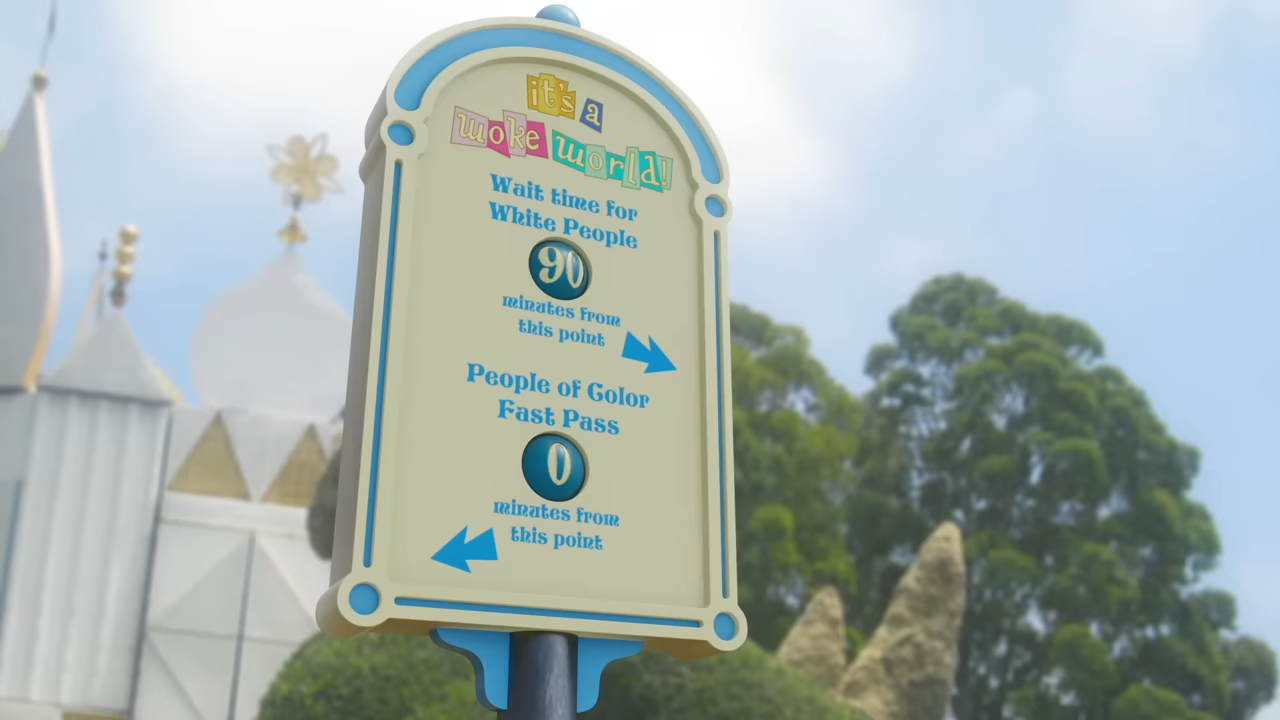 it's a
woke world!
Wait time for
White People
90
minutes from
this point
People of Color
Fast Pass
0
minutes from
this point